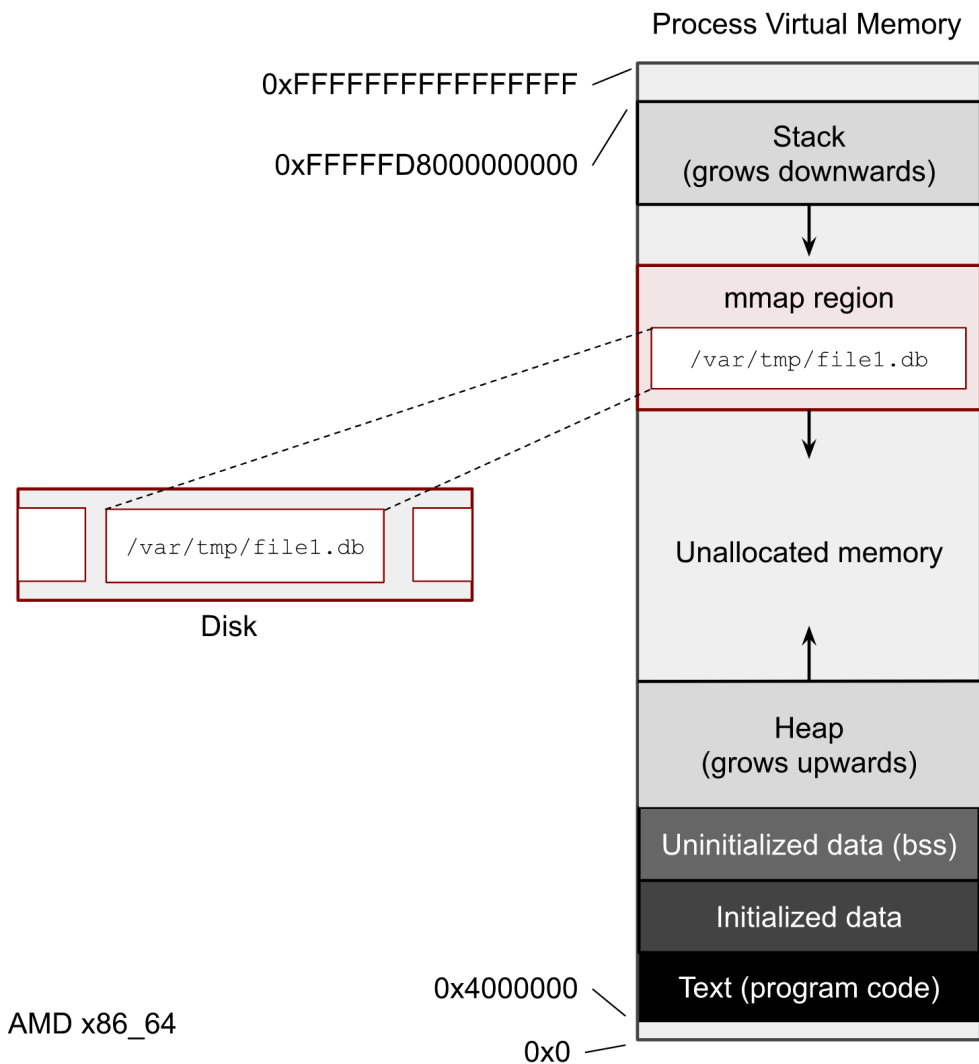 Process Virtual Memory
0xFFFFFFFFFFFFFFFF
0xFFFFFD8000000000
Stack
(grows downwards)
mmap region
/var/tmp/file1.db
/var/tmp/file1.db
Disk
Unallocated memory
Heap
(grows upwards)
Uninitialized data (bss)
Initialized data
0x4000000
Text (program code)
AMD x86_64
0x0